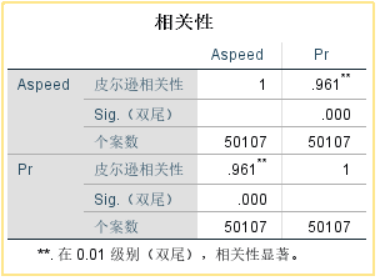 相关性
Aspeed Pr
Aspeed 皮尔逊相关性 1 .961**
Sig.（双尾） .000
个案数 50107 50107
Pr 皮尔逊相关性 .961** 1
Sig.（双尾） .000
个案数 50107 50107
**. 在 0.01 级别（双尾），相关性显著。